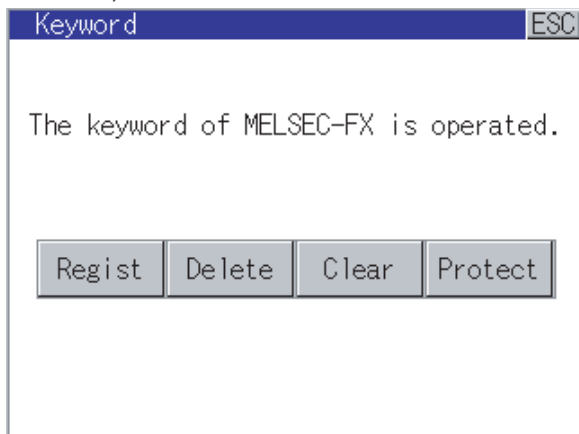 Keyword ESC
The keyword of MELSEC-FX is operated.
Regist Delete Clear Protect